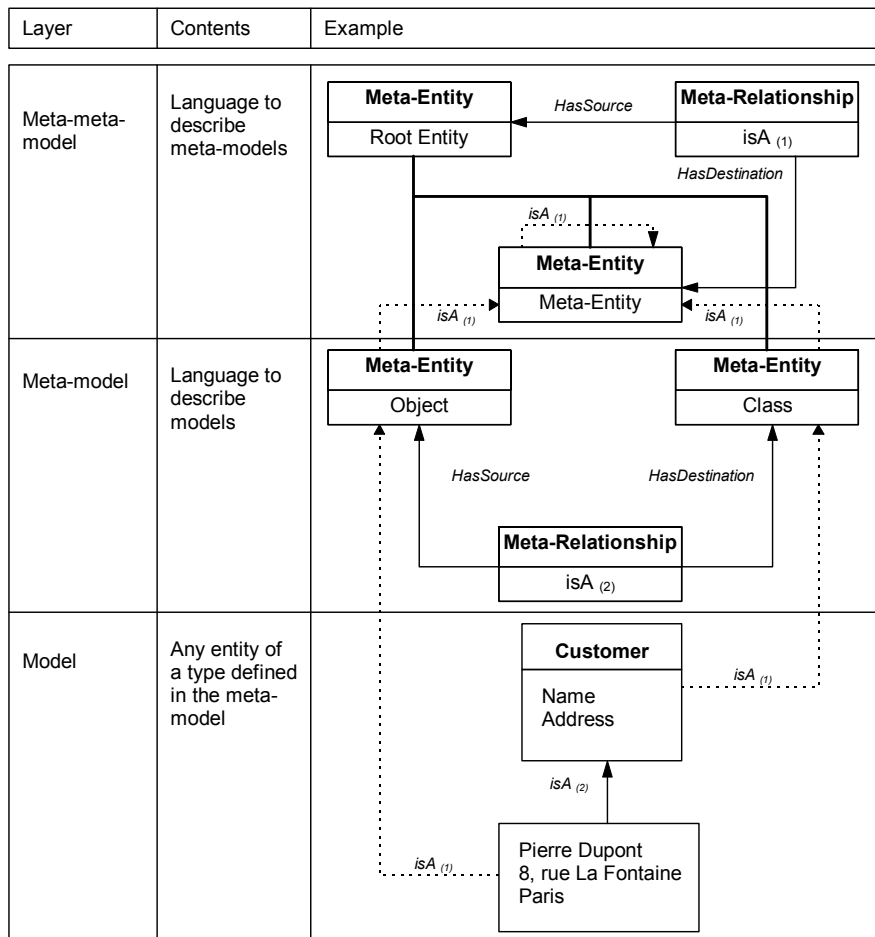 Layer
Contents
Example
Meta-meta-
model
Language to
describe
meta-models
Meta-Entity
Root Entity
HasSource
Meta-Relationship
isA (1)
HasDestination
isA (1)
Meta-Entity
Meta-Entity
isA (1)
isA (1)
Meta-model
Language to
describe
models
Meta-Entity
Object
Meta-Entity
Class
HasSource
HasDestination
Meta-Relationship
isA (2)
Model
Any entity of
a type defined
in the meta-
model
Customer
Name
Address
isA (1)
isA (2)
isA (1)
Pierre Dupont
8, rue La Fontaine
Paris